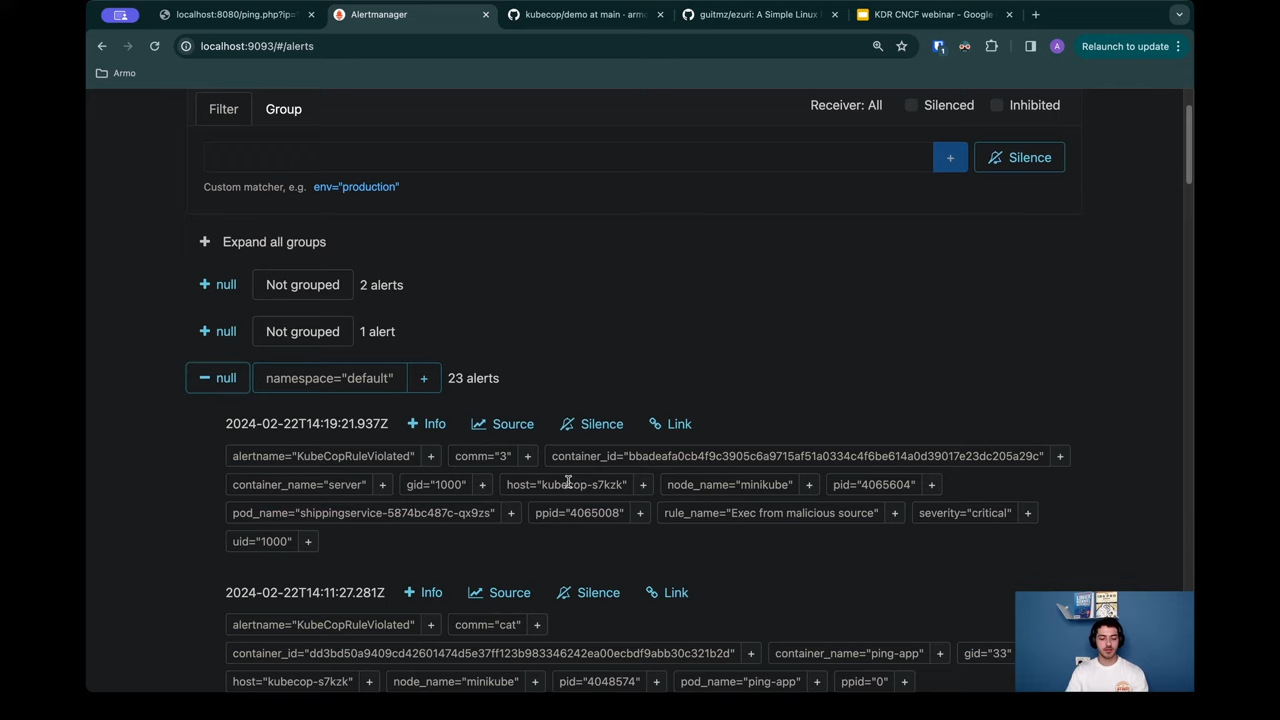 localhost:8080/ping.php?ip= Alertmanager kubecop/demo at main · armo guitmz/ezuri: A Simple Linux KDR CNCF webinar - Google
localhost:9093/#/alerts Relaunch to update
Armo
Filter Group Receiver: All Silenced Inhibited
+ Silence
Custom matcher, e.g. env="production"
+ Expand all groups
+ null Not grouped 2 alerts
+ null Not grouped 1 alert
− null namespace="default" + 23 alerts
2024-02-22T14:19:21.937Z + Info Source Silence Link
alertname="KubeCopRuleViolated" + comm="3" + container_id="bbadeafa0cb4f9c3905c6a9715af51a0334c4f6be614a0d39017e23dc205a29c" +
container_name="server" + gid="1000" + host="kubecop-s7kzk" + node_name="minikube" + pid="4065604" +
pod_name="shippingservice-5874bc487c-qx9zs" + ppid="4065008" + rule_name="Exec from malicious source" + severity="critical" +
uid="1000" +
2024-02-22T14:11:27.281Z + Info Source Silence Link
alertname="KubeCopRuleViolated" + comm="cat" +
container_id="dd3bd50a9409cd42601474d5e37ff123b983346242ea00ecbdf9abb30c321b2d" + container_name="ping-app" + gid="33"
host="kubecop-s7kzk" + node_name="minikube" + pid="4048574" + pod_name="ping-app" + ppid="0" +